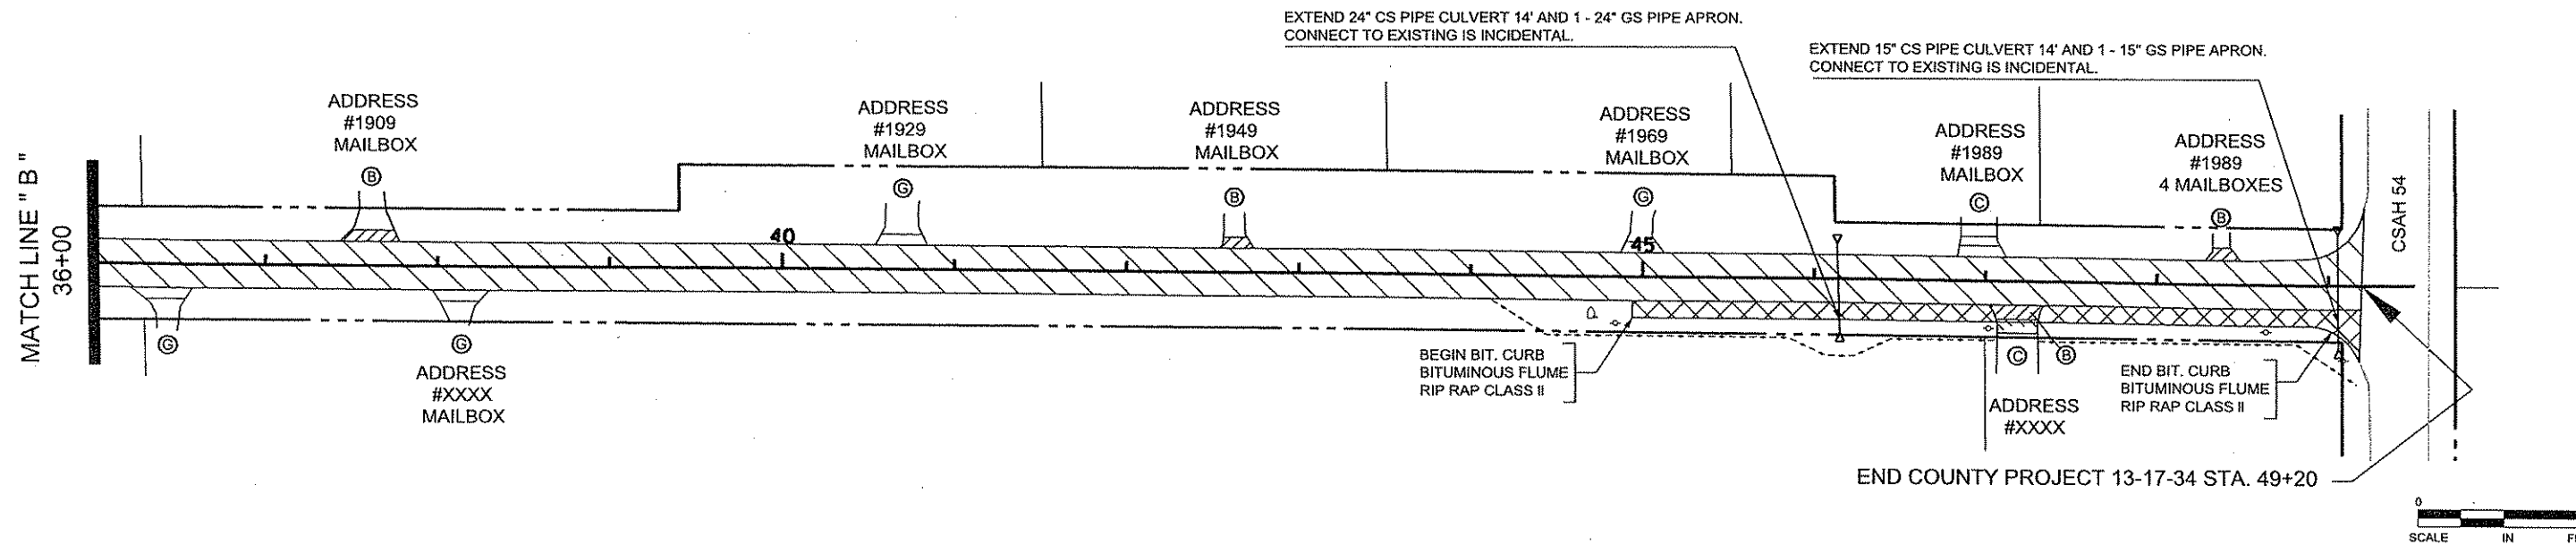 EXTEND 24" CS PIPE CULVERT 14' AND 1 - 24" GS PIPE APRON.
CONNECT TO EXISTING IS INCIDENTAL.
EXTEND 15" CS PIPE CULVERT 14' AND 1 - 15" GS PIPE APRON.
CONNECT TO EXISTING IS INCIDENTAL.
MATCH LINE " B "
36+00
ADDRESS
#1909
MAILBOX
B
ADDRESS
#1929
MAILBOX
G
ADDRESS
#1949
MAILBOX
B
ADDRESS
#1969
MAILBOX
G
ADDRESS
#1989
MAILBOX
C
ADDRESS
#1989
4 MAILBOXES
B
CSAH 54
40
45
G
G
ADDRESS
#XXXX
MAILBOX
BEGIN BIT. CURB
BITUMINOUS FLUME
RIP RAP CLASS II
C
B
ADDRESS
#XXXX
END BIT. CURB
BITUMINOUS FLUME
RIP RAP CLASS II
END COUNTY PROJECT 13-17-34 STA. 49+20
0
SCALE IN